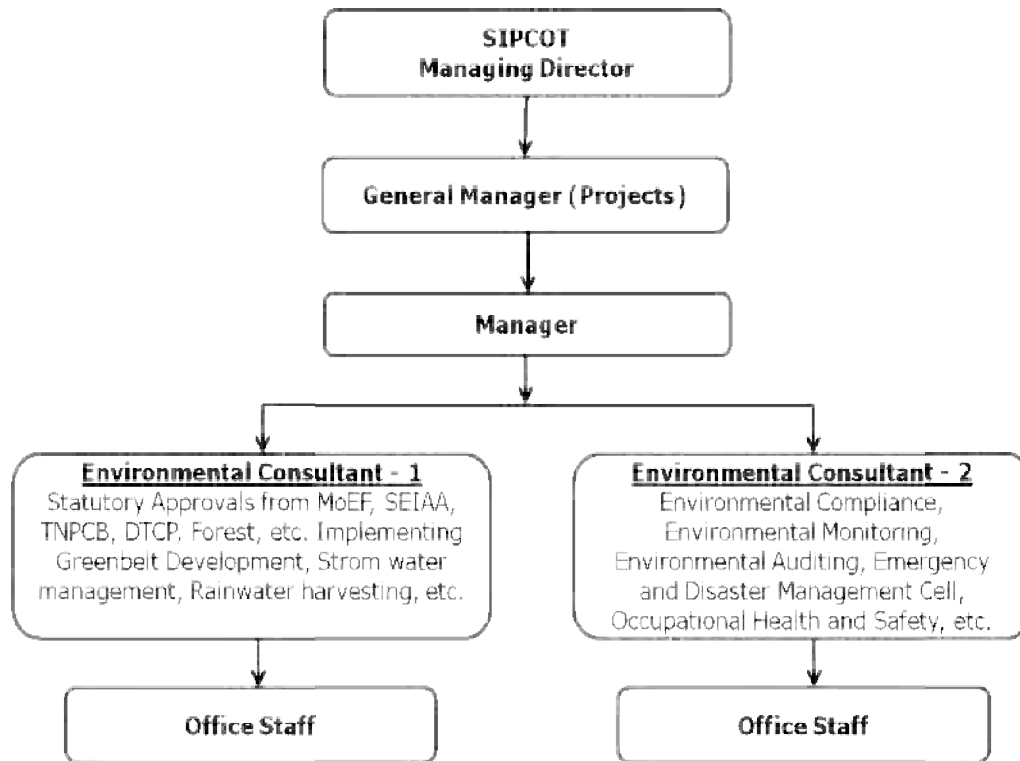 SIPCOT
Managing Director
General Manager (Projects)
Manager
Environmental Consultant - 1
Statutory Approvals from MoEF, SEIAA,
TNPCB, DTCP, Forest, etc. Implementing
Greenbelt Development, Strom water
management, Rainwater harvesting, etc.
Environmental Consultant - 2
Environmental Compliance,
Environmental Monitoring,
Environmental Auditing, Emergency
and Disaster Management Cell,
Occupational Health and Safety, etc.
Office Staff
Office Staff